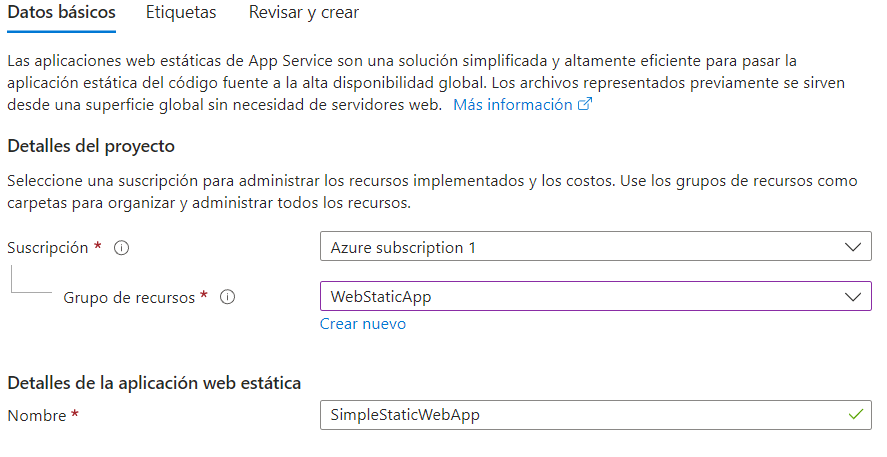 Datos básicos Etiquetas Revisar y crear
Las aplicaciones web estáticas de App Service son una solución simplificada y altamente eficiente para pasar la
aplicación estática del código fuente a la alta disponibilidad global. Los archivos representados previamente se sirven
desde una superficie global sin necesidad de servidores web. Más información
Detalles del proyecto
Seleccione una suscripción para administrar los recursos implementados y los costos. Use los grupos de recursos como
carpetas para organizar y administrar todos los recursos.
Suscripción * Azure subscription 1
Grupo de recursos * WebStaticApp
Crear nuevo
Detalles de la aplicación web estática
Nombre * SimpleStaticWebApp